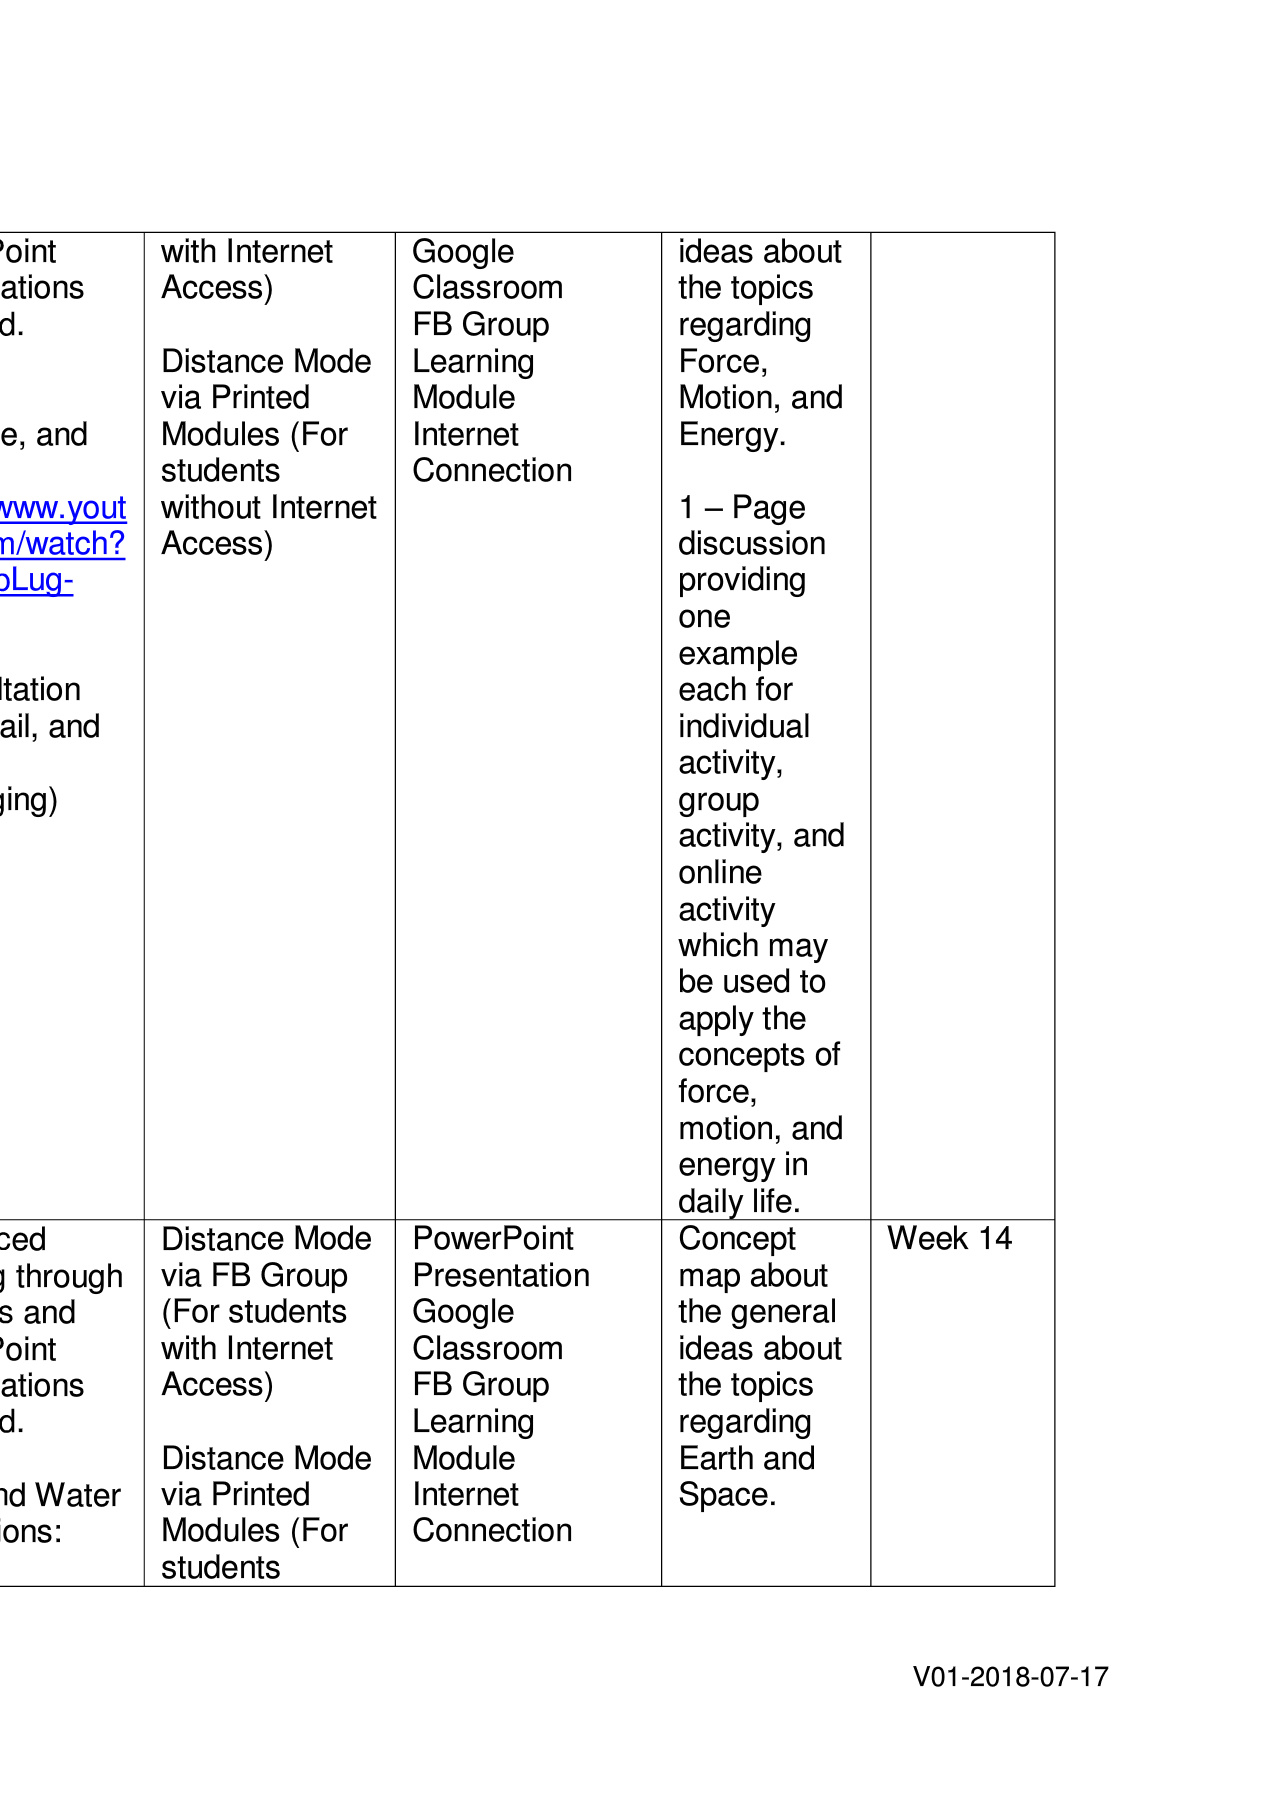 Point
ations
d.
e, and
www.yout
m/watch?
oLug-
ltation
ail, and
ging)
with Internet
Access)
Distance Mode
via Printed
Modules (For
students
without Internet
Access)
Google
Classroom
FB Group
Learning
Module
Internet
Connection
ideas about
the topics
regarding
Force,
Motion, and
Energy.
1 – Page
discussion
providing
one
example
each for
individual
activity,
group
activity, and
online
activity
which may
be used to
apply the
concepts of
force,
motion, and
energy in
daily life.
ced
g through
s and
Point
ations
d.
nd Water
ions:
Distance Mode
via FB Group
(For students
with Internet
Access)
Distance Mode
via Printed
Modules (For
students
PowerPoint
Presentation
Google
Classroom
FB Group
Learning
Module
Internet
Connection
Concept
map about
the general
ideas about
the topics
regarding
Earth and
Space.
Week 14
V01-2018-07-17